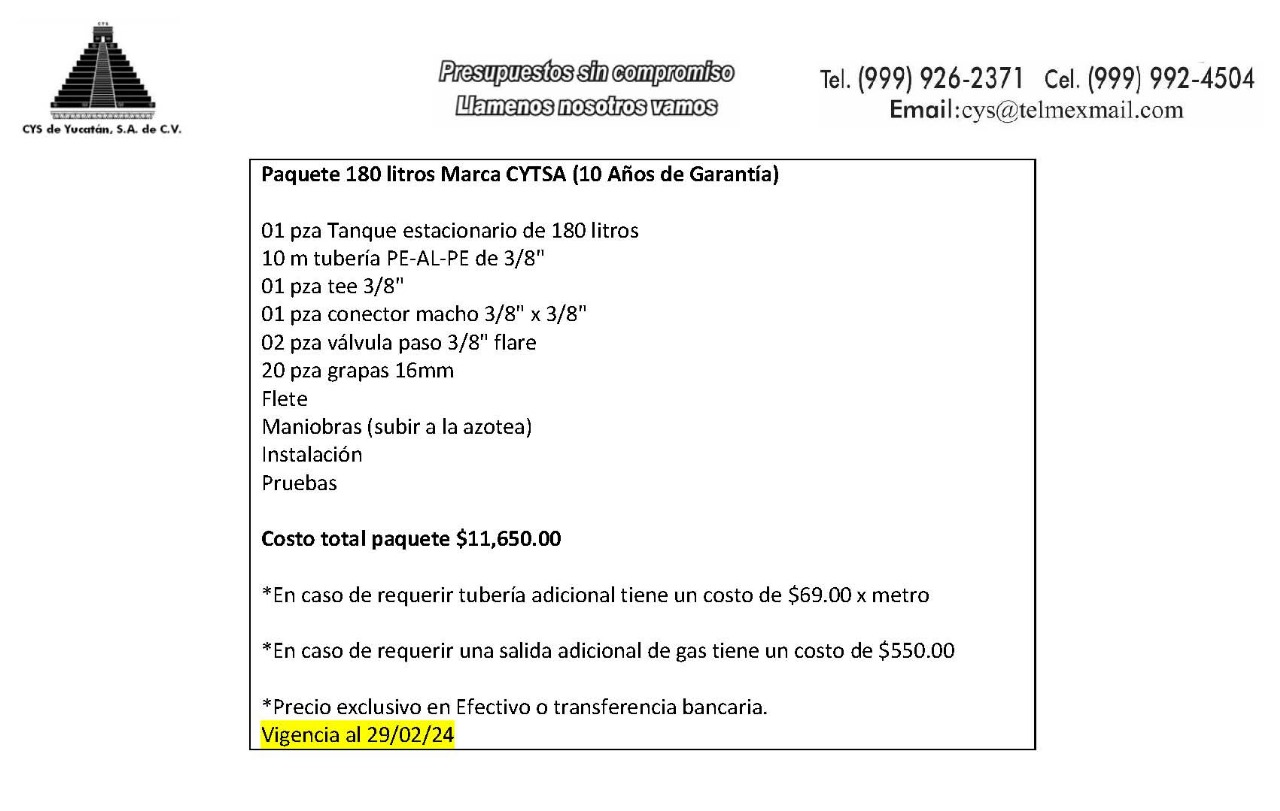 CYS
CYS de Yucatán, S.A. de C.V.
Presupuestos sin compromiso
Llamenos nosotros vamos
Tel. (999) 926-2371 Cel. (999) 992-4504
Email:cys@telmexmail.com
Paquete 180 litros Marca CYTSA (10 Años de Garantía)
01 pza Tanque estacionario de 180 litros
10 m tubería PE-AL-PE de 3/8"
01 pza tee 3/8"
01 pza conector macho 3/8" x 3/8"
02 pza válvula paso 3/8" flare
20 pza grapas 16mm
Flete
Maniobras (subir a la azotea)
Instalación
Pruebas
Costo total paquete $11,650.00
*En caso de requerir tubería adicional tiene un costo de $69.00 x metro
*En caso de requerir una salida adicional de gas tiene un costo de $550.00
*Precio exclusivo en Efectivo o transferencia bancaria.
Vigencia al 29/02/24